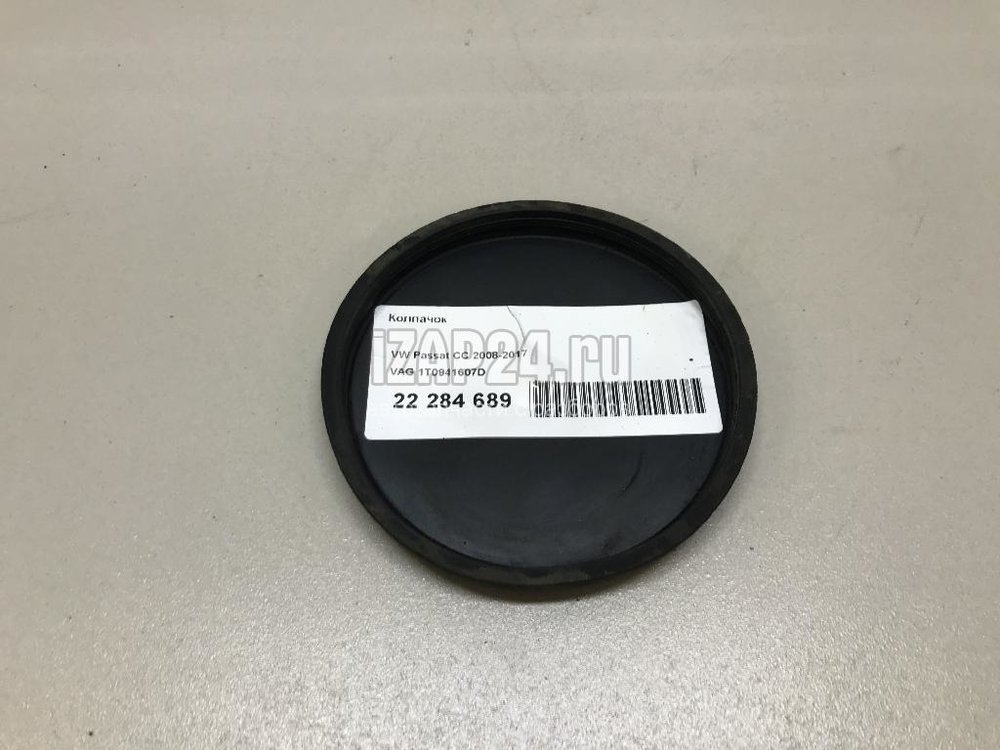 Колпачок
iZAP24.ru
VW Passat CC 2008-2017
VAG 1T0941607D
22 284 689